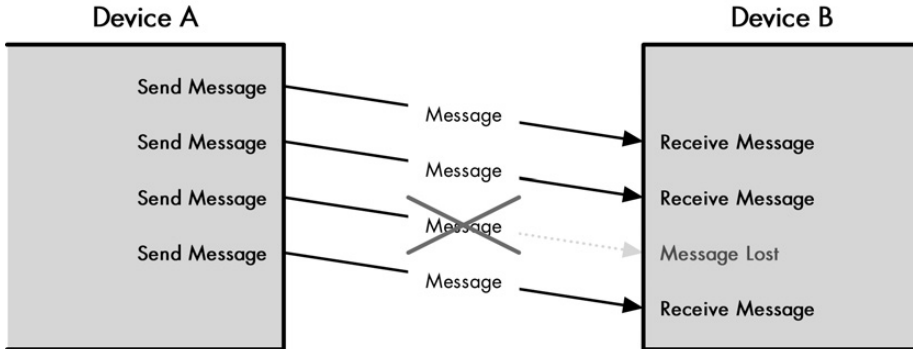 Device A
Device B
Send Message
Message
Send Message
Receive Message
Message
Send Message
Receive Message
Message
Send Message
Message Lost
Message
Receive Message